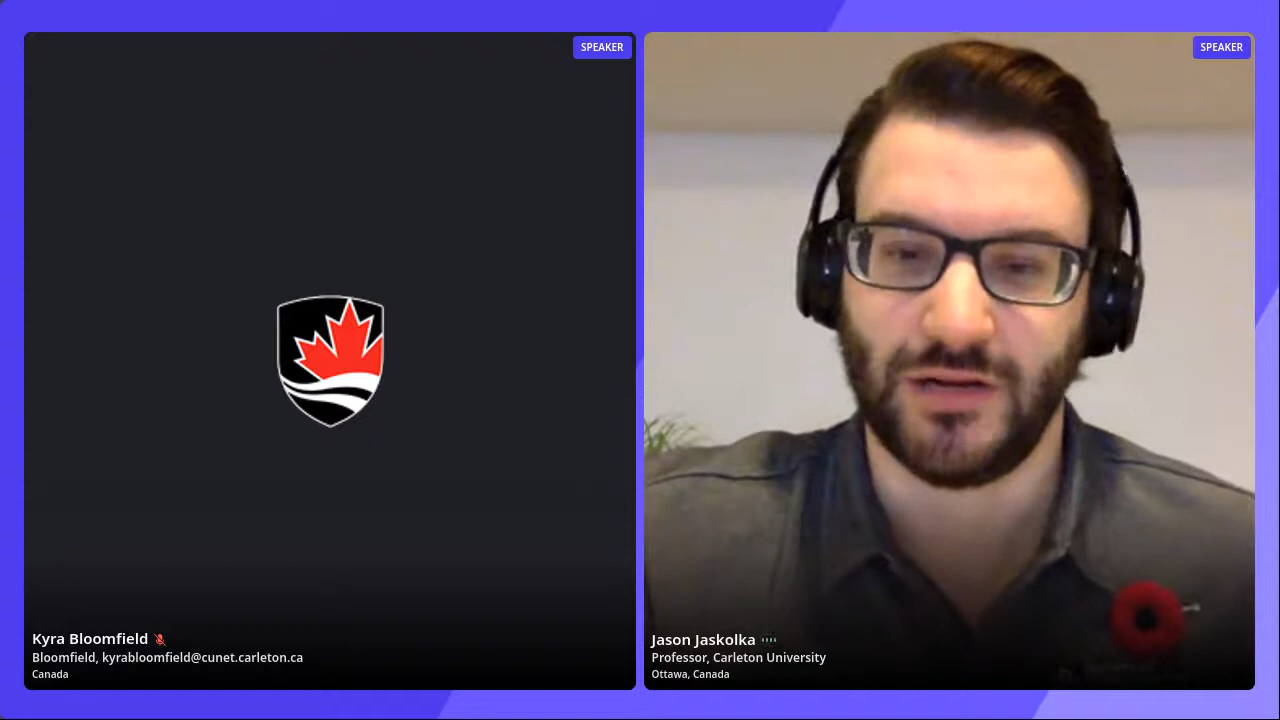 SPEAKER
Kyra Bloomfield
Bloomfield, kyrabloomfield@cunet.carleton.ca
Canada
SPEAKER
Jason Jaskolka
Professor, Carleton University
Ottawa, Canada